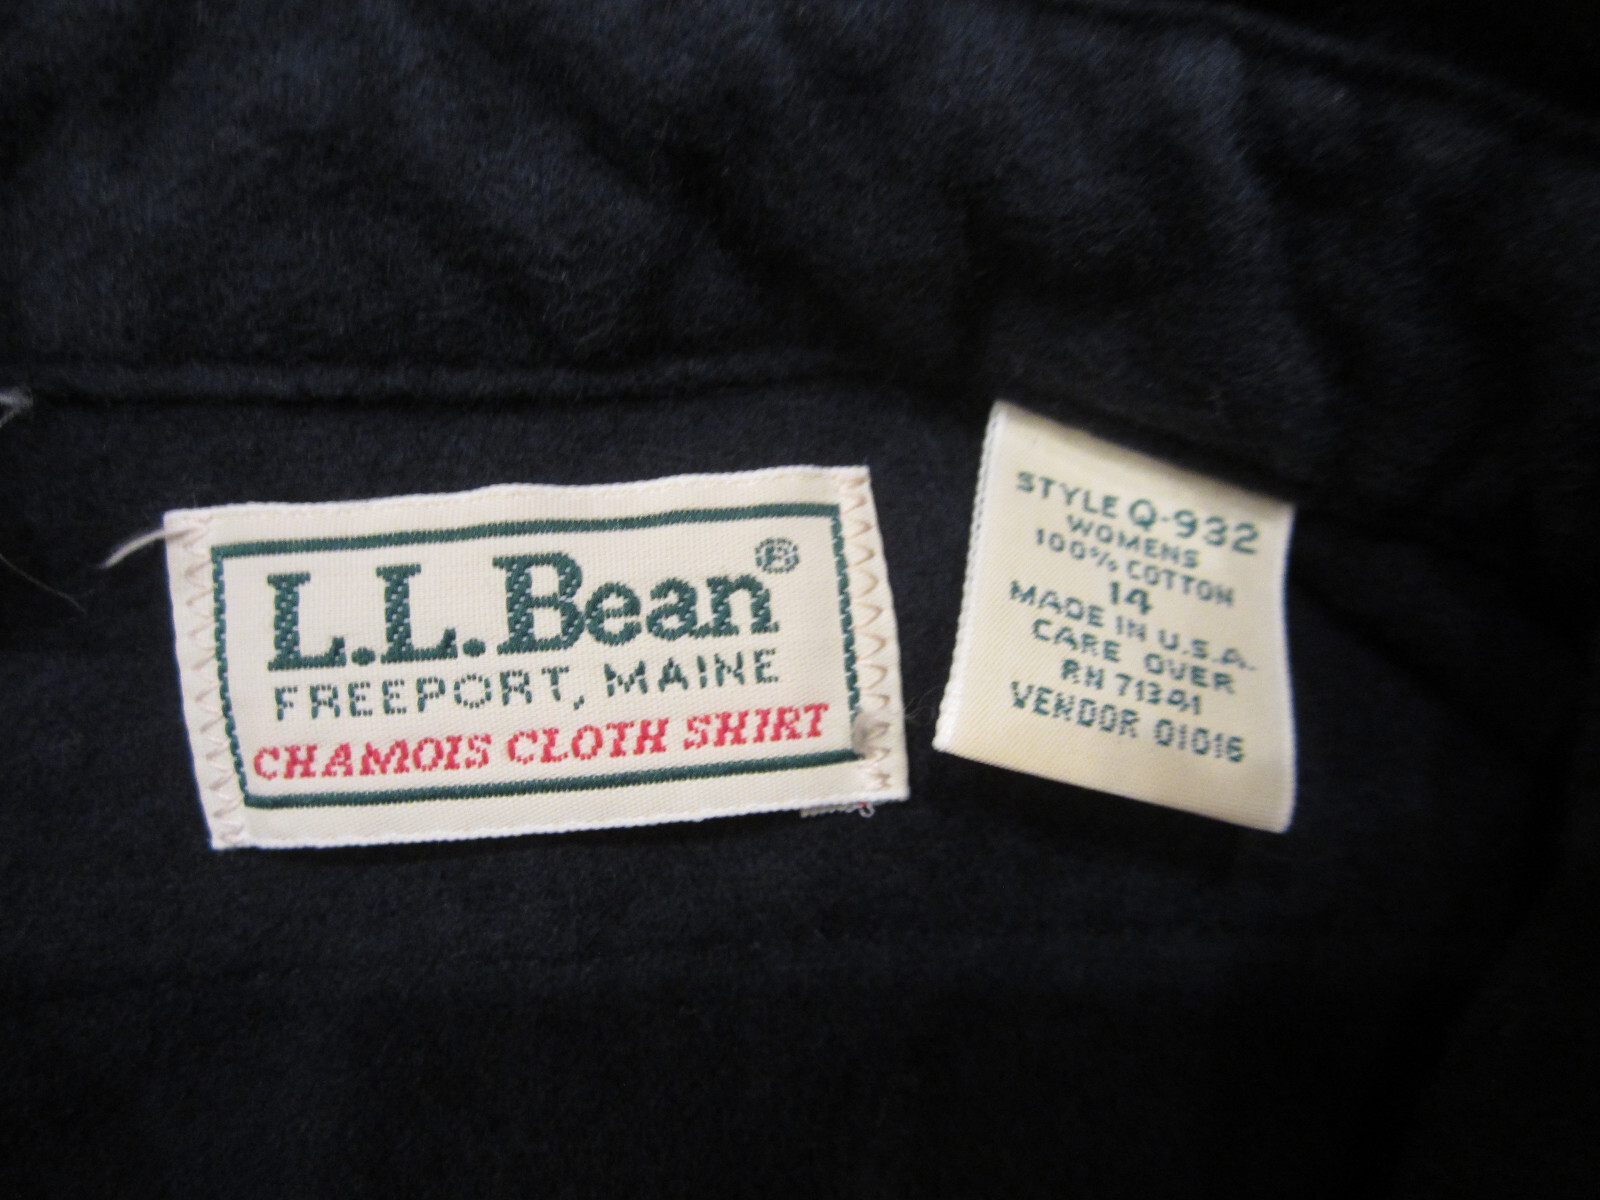 L.L.Bean®
FREEPORT, MAINE
CHAMOIS CLOTH SHIRT
STYLE Q-932
WOMENS
100% COTTON
14
MADE IN U.S.A.
CARE OVER
RN 71341
VENDOR 01016